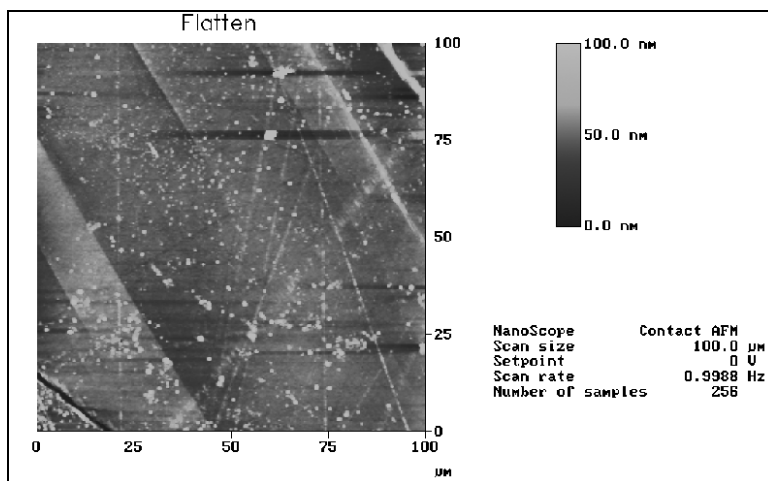 Flatten
100
75
50
25
0
0 25 50 75 100
μM
100.0 nm
50.0 nm
0.0 nm
NanoScope Contact AFM
Scan size 100.0 μm
Setpoint 0 V
Scan rate 0.9988 Hz
Number of samples 256